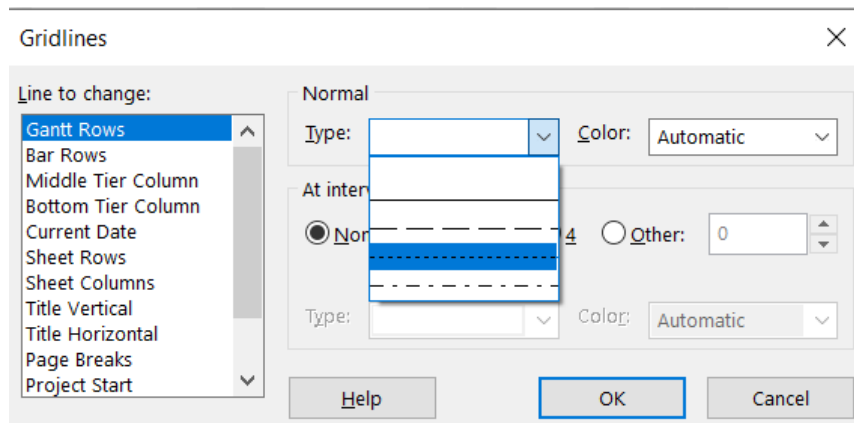 Gridlines
Line to change:
Gantt Rows
Bar Rows
Middle Tier Column
Bottom Tier Column
Current Date
Sheet Rows
Sheet Columns
Title Vertical
Title Horizontal
Page Breaks
Project Start
Normal
Type: Color: Automatic
At interv
Non 4 Other: 0
Type: Color: Automatic
Help OK Cancel